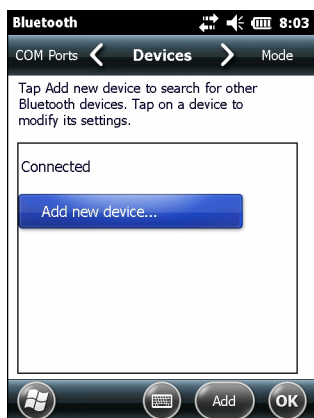 Bluetooth 8:03
COM Ports Devices Mode
Tap Add new device to search for other
Bluetooth devices. Tap on a device to
modify its settings.
Connected
Add new device...
Add OK